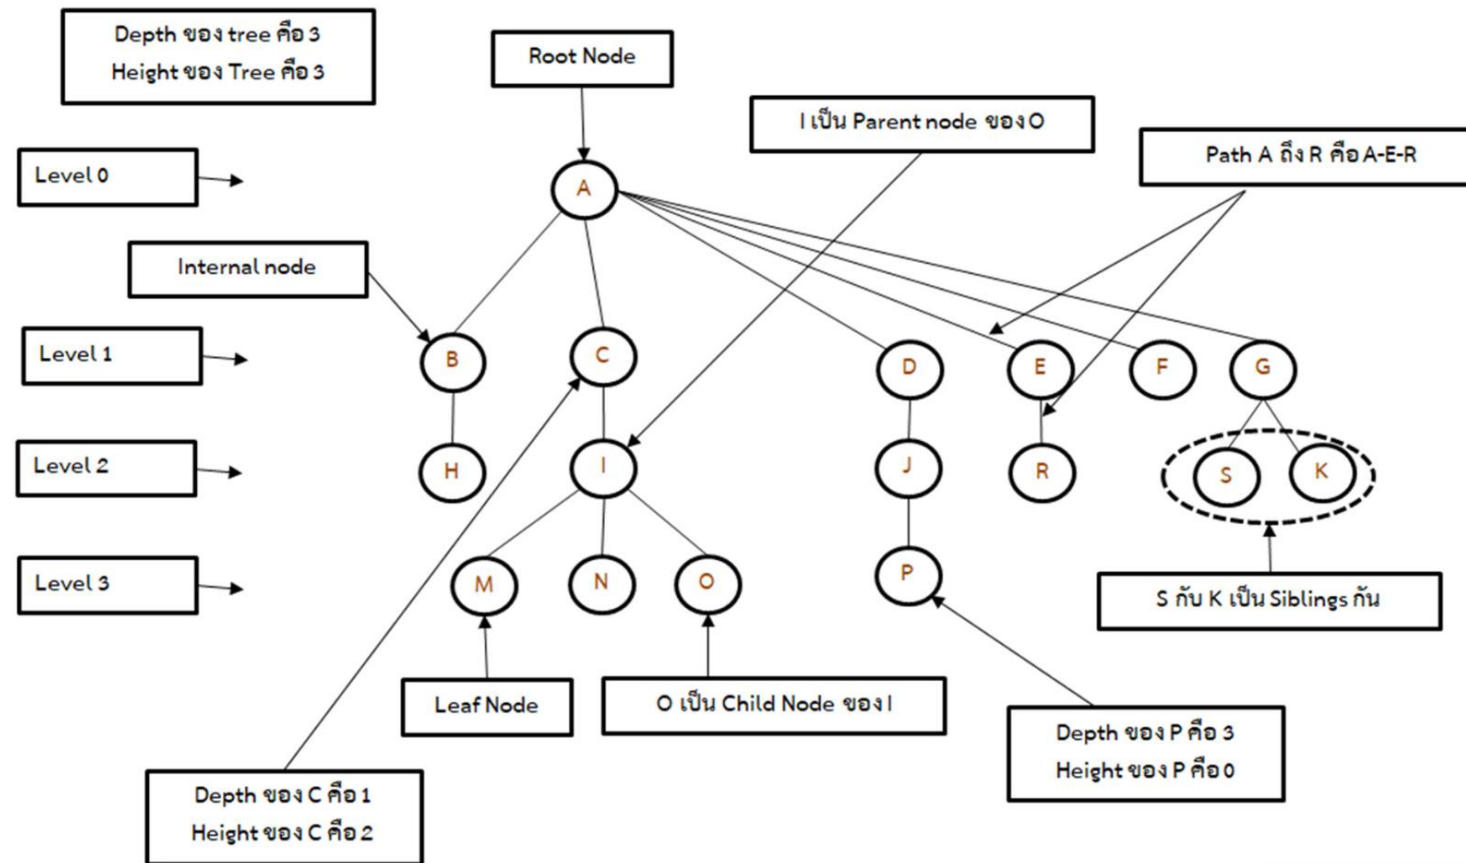 Depth ของ tree คือ 3
Height ของ Tree คือ 3
Root Node
I เป็น Parent node ของ O
Path A ถึง R คือ A-E-R
Level 0
A
Internal node
Level 1
B
C
D
E
F
G
Level 2
H
I
J
R
S
K
Level 3
M
N
O
P
S กับ K เป็น Siblings กัน
Leaf Node
O เป็น Child Node ของ I
Depth ของ P คือ 3
Height ของ P คือ 0
Depth ของ C คือ 1
Height ของ C คือ 2